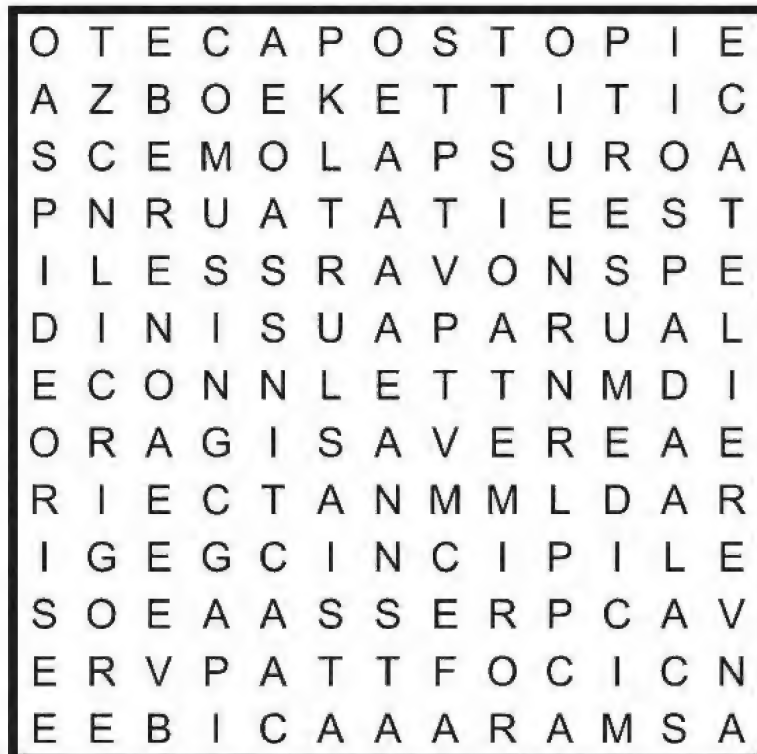 O T E C A P O S T O P I E
A Z B O E K E T T I T I C
S C E M O L A P S U R O A
P N R U A T A T I E E S T
I L E S S R A V O N S P E
D I N I S U A P A R U A L
E C O N N L E T T N M D I
O R A G I S A V E R E A E
R I E C T A N M M L D A R
I G E G C I N C I P I L E
S O E A A S S E R P C A V
E R V P A T T F O C I C N
E E B I C A A A R A M S A